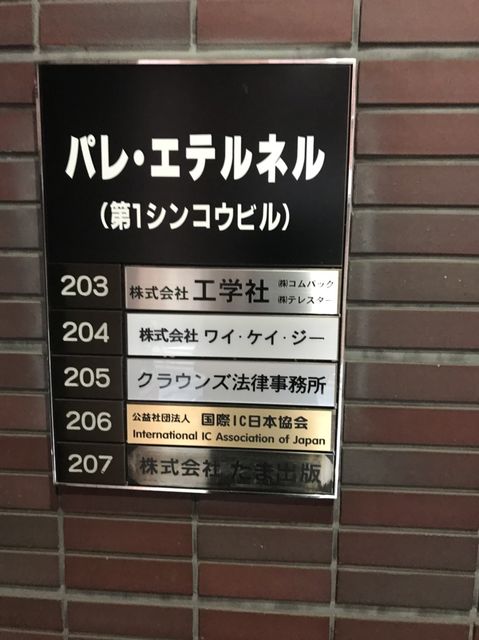 パレ・エテルネル
(第1シンコウビル)
203 株式会社 工学社 ㈱コムパック
㈱テレスター
204 株式会社 ワイ・ケイ・ジー
205 クラウンズ法律事務所
206 公益社団法人 国際IC日本協会
International IC Association of Japan
207 株式会社 たま出版